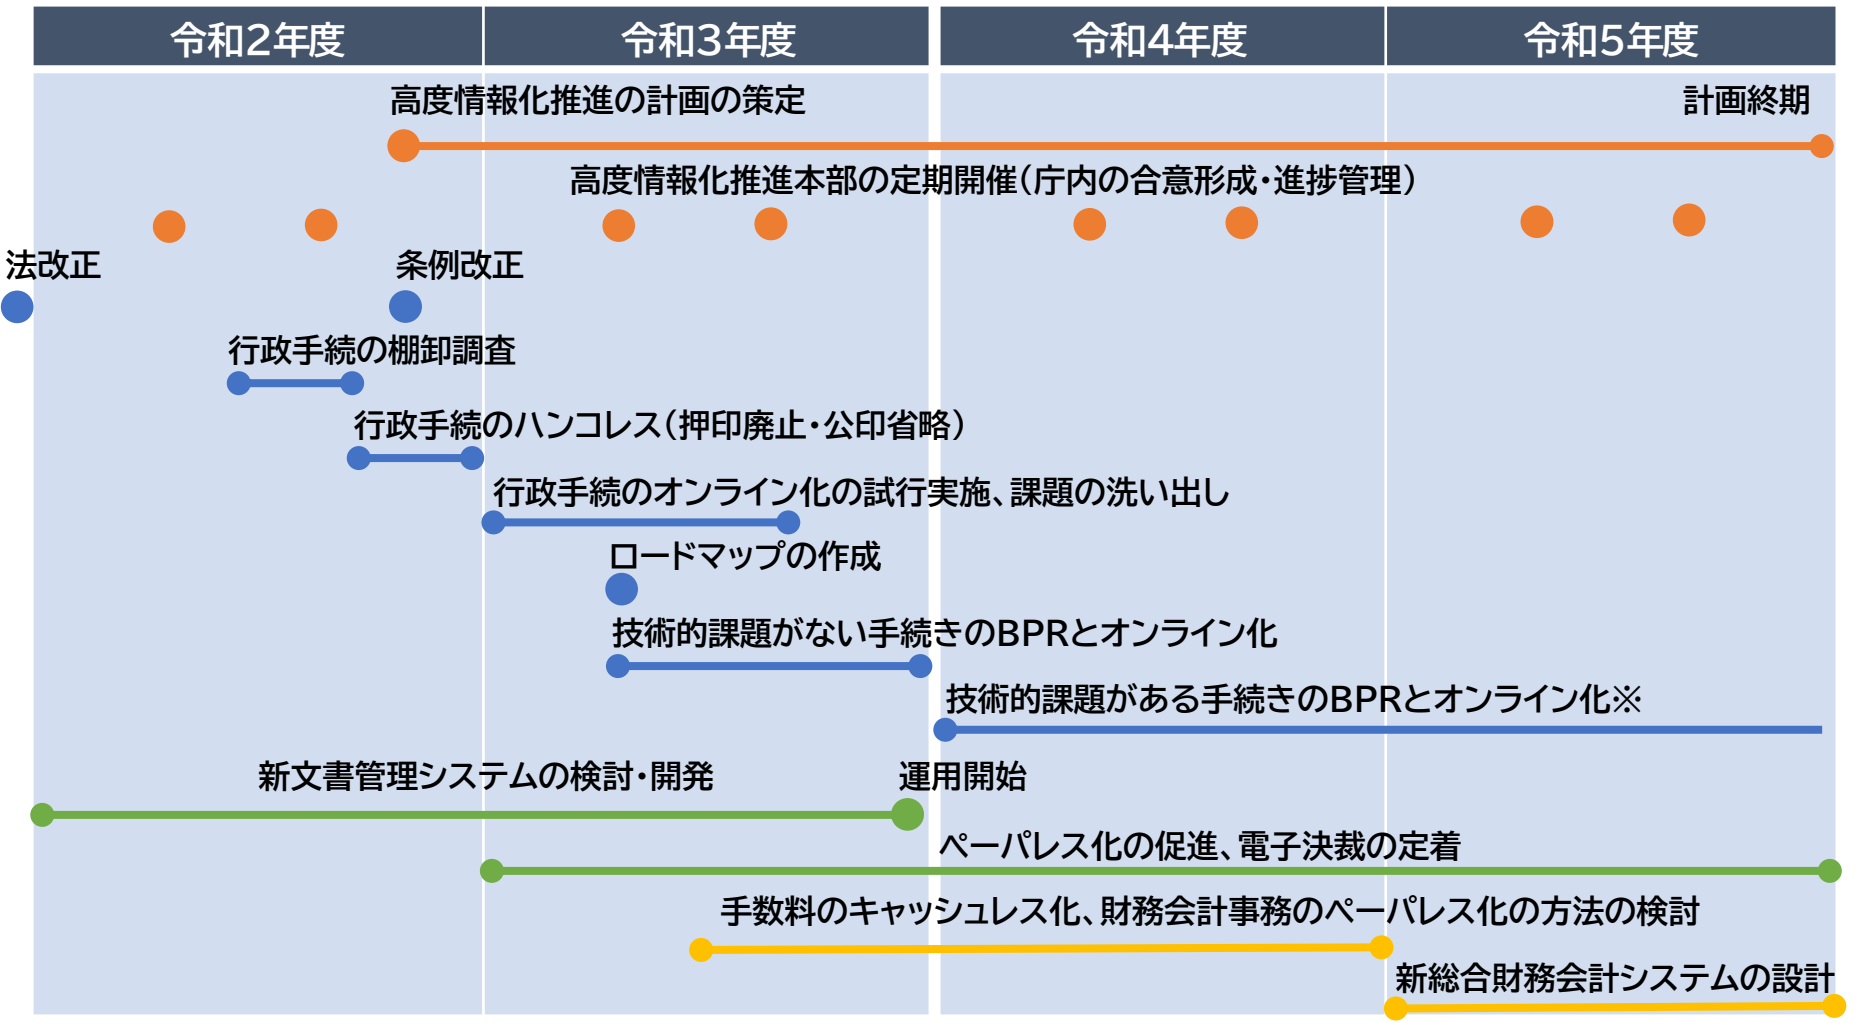 令和2年度
令和3年度
令和4年度
令和5年度
高度情報化推進の計画の策定
計画終期
高度情報化推進本部の定期開催（庁内の合意形成・進捗管理）
法改正
条例改正
行政手続の棚卸調査
行政手続のハンコレス（押印廃止・公印省略）
行政手続のオンライン化の試行実施、課題の洗い出し
ロードマップの作成
技術的課題がない手続きのBPRとオンライン化
技術的課題がある手続きのBPRとオンライン化※
新文書管理システムの検討・開発
運用開始
ペーパレス化の促進、電子決裁の定着
手数料のキャッシュレス化、財務会計事務のペーパレス化の方法の検討
新総合財務会計システムの設計